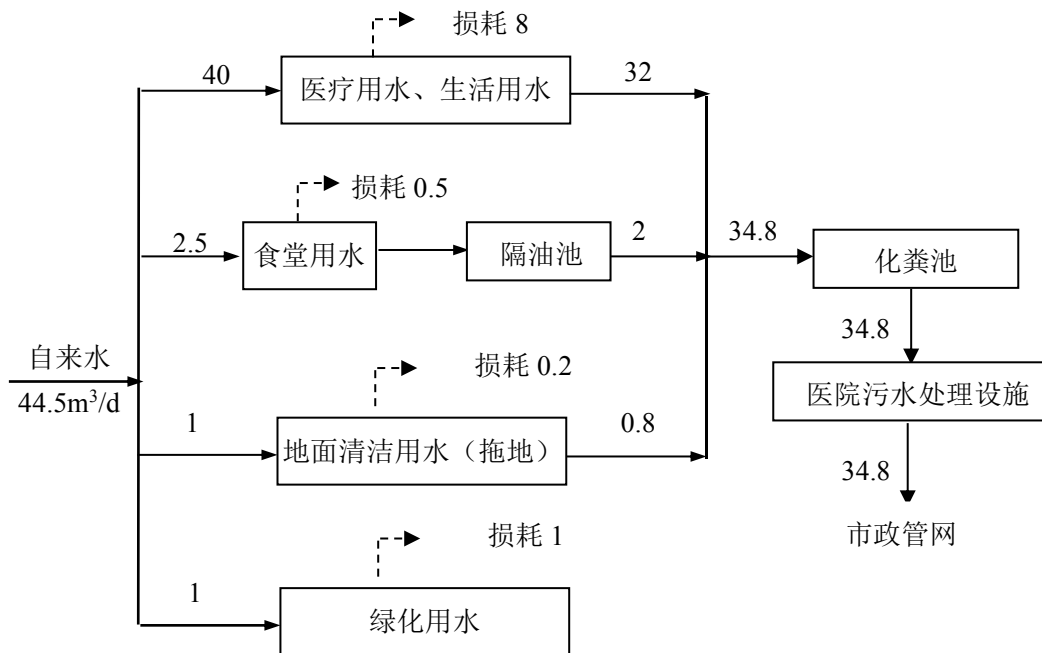 损耗 8
40
医疗用水、生活用水
32
损耗 0.5
2.5
食堂用水
隔油池
2
34.8
化粪池
34.8
自来水
44.5m³/d
损耗 0.2
医院污水处理设施
1
地面清洁用水（拖地）
0.8
34.8
市政管网
损耗 1
1
绿化用水